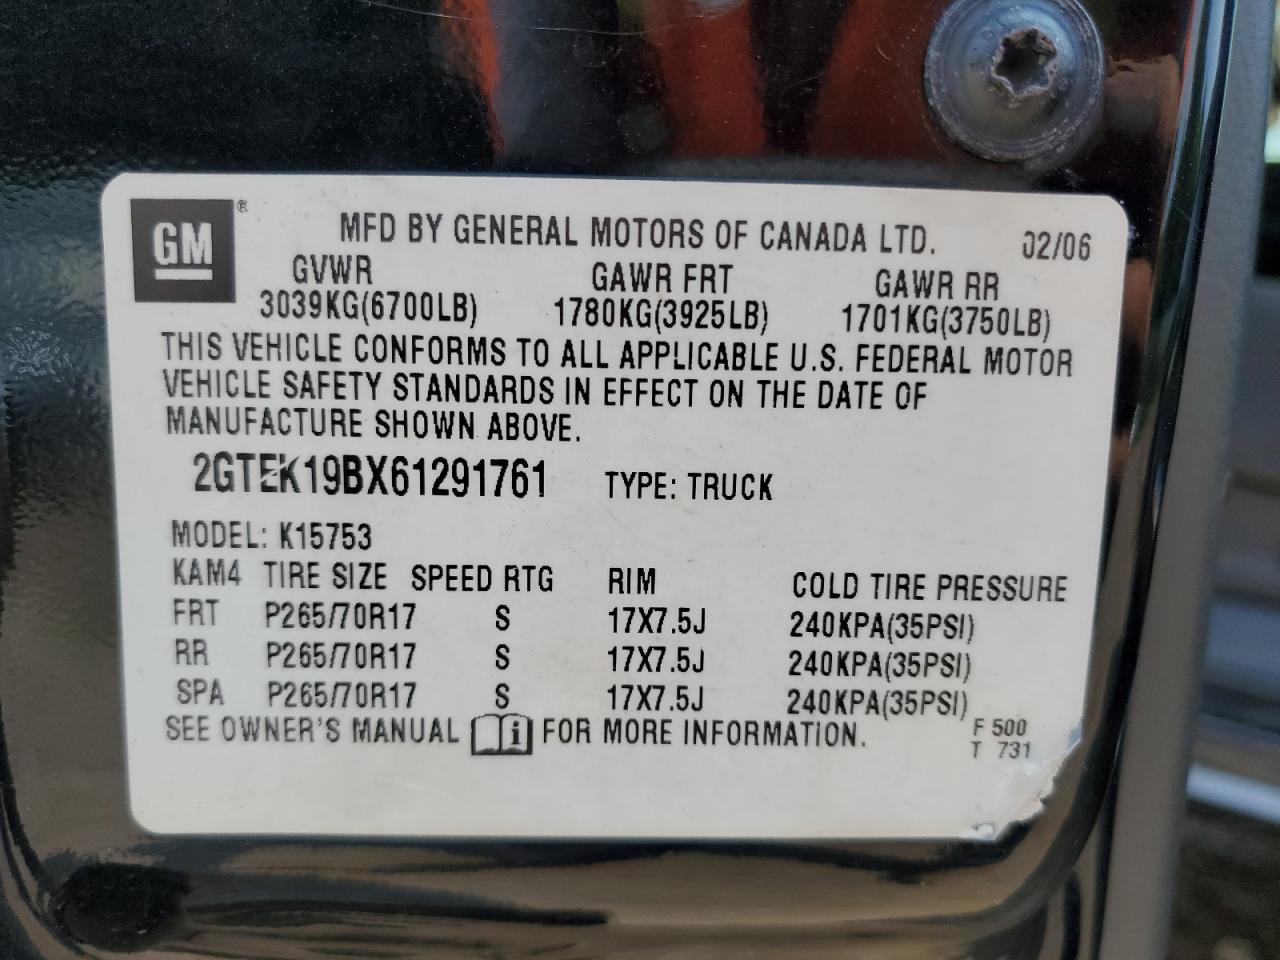 GM ®
MFD BY GENERAL MOTORS OF CANADA LTD. 02/06
GVWR GAWR FRT GAWR RR
3039KG(6700LB) 1780KG(3925LB) 1701KG(3750LB)
THIS VEHICLE CONFORMS TO ALL APPLICABLE U.S. FEDERAL MOTOR
VEHICLE SAFETY STANDARDS IN EFFECT ON THE DATE OF
MANUFACTURE SHOWN ABOVE.
2GTEK19BX61291761 TYPE: TRUCK
MODEL: K15753
KAM4 TIRE SIZE SPEED RTG RIM COLD TIRE PRESSURE
FRT P265/70R17 S 17X7.5J 240KPA(35PSI)
RR P265/70R17 S 17X7.5J 240KPA(35PSI)
SPA P265/70R17 S 17X7.5J 240KPA(35PSI)
SEE OWNER'S MANUAL i FOR MORE INFORMATION.
F 500
T 731